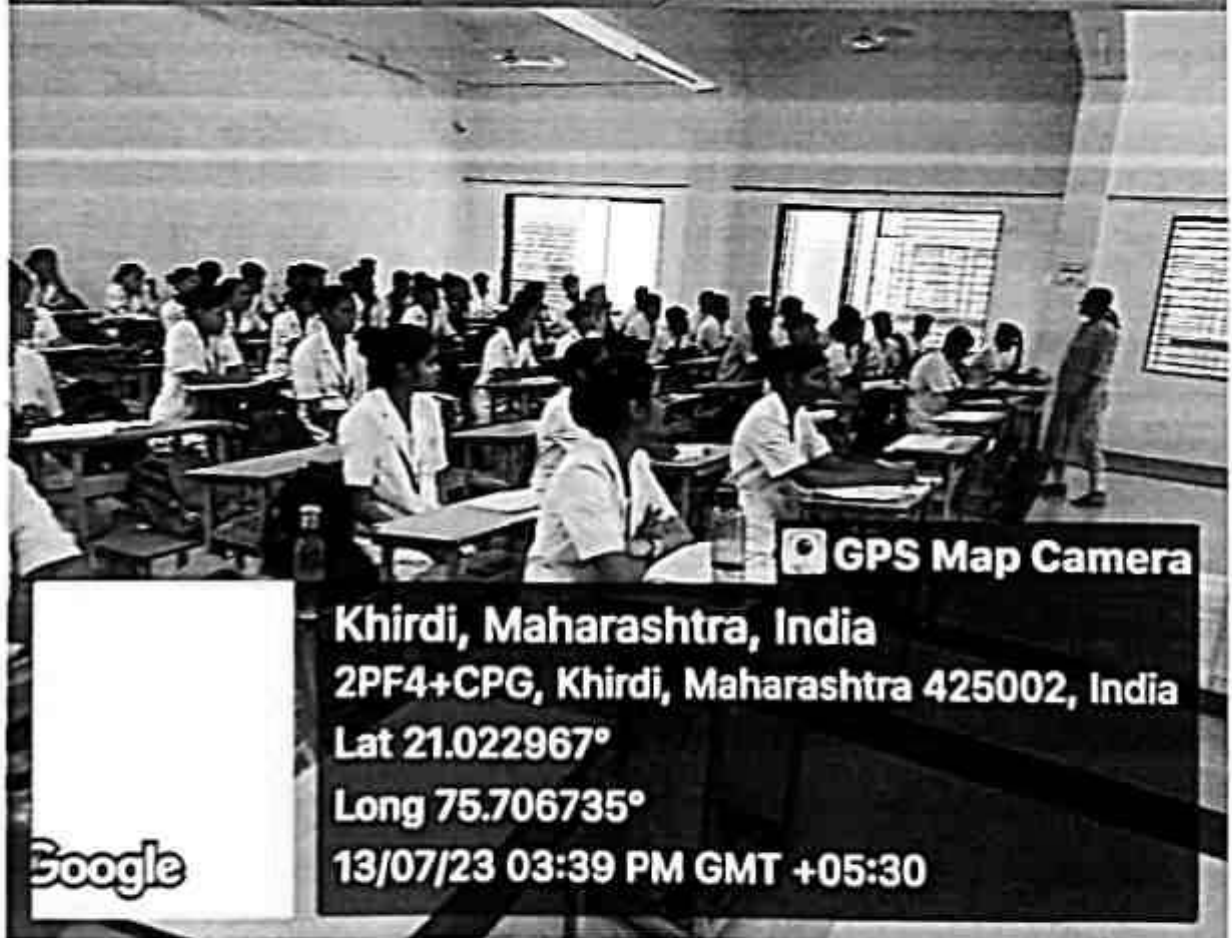 GPS Map Camera
Khirdi, Maharashtra, India
2PF4+CPG, Khirdi, Maharashtra 425002, India
Lat 21.022967°
Long 75.706735°
13/07/23 03:39 PM GMT +05:30
Google